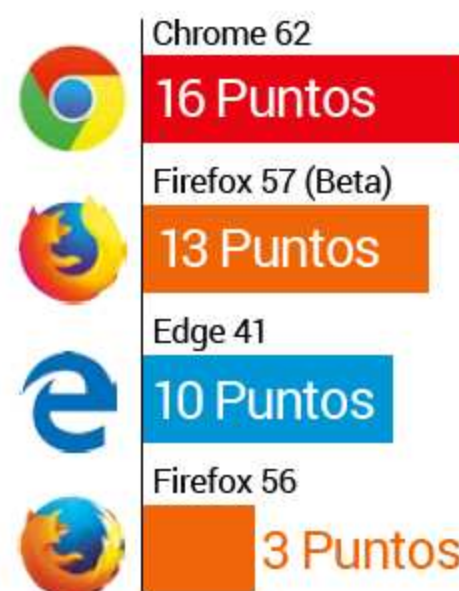 Chrome 62
16 Puntos
Firefox 57 (Beta)
13 Puntos
Edge 41
10 Puntos
Firefox 56
3 Puntos